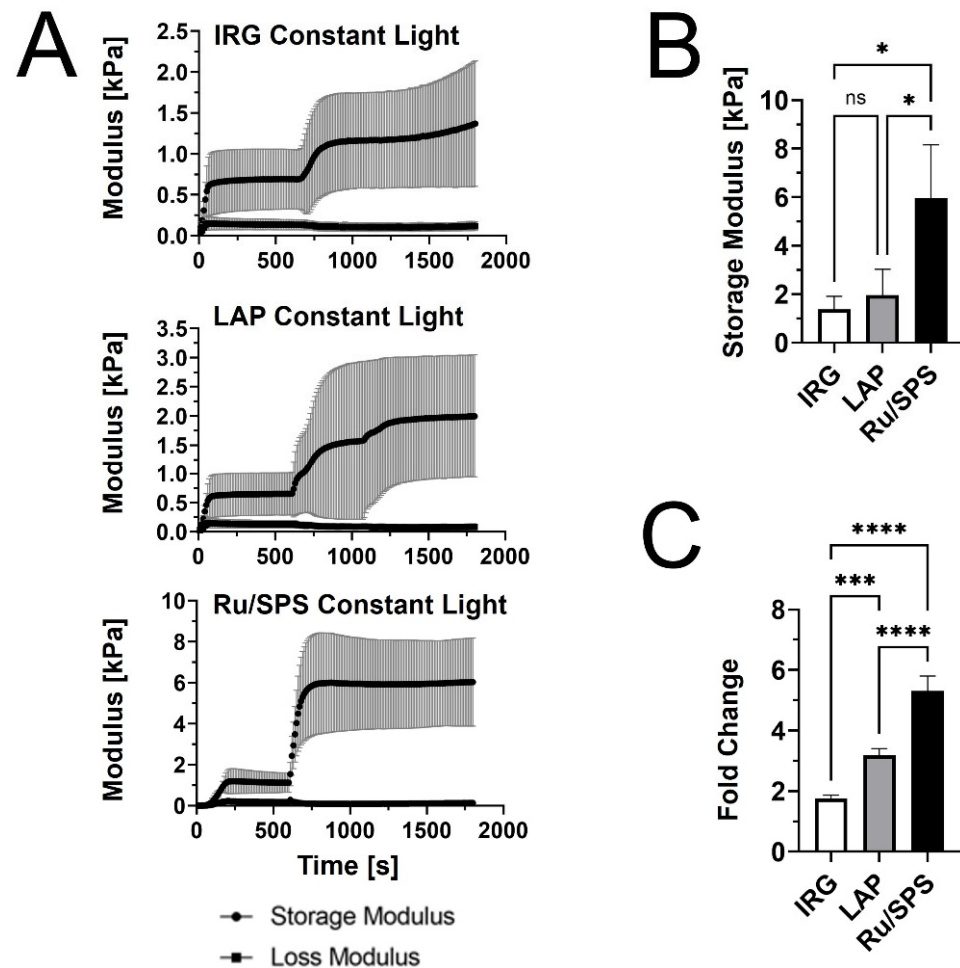 A
IRG Constant Light
Modulus [kPa]
2.5
2.0
1.5
1.0
0.5
0.0
0 500 1000 1500 2000
LAP Constant Light
Modulus [kPa]
3.5
3.0
2.5
2.0
1.5
1.0
0.5
0.0
0 500 1000 1500 2000
Ru/SPS Constant Light
Modulus [kPa]
10
8
6
4
2
0
0 500 1000 1500 2000
Time [s]
Storage Modulus
Loss Modulus
B
Storage Modulus [kPa]
*
ns *
10
8
6
4
2
0
IRG LAP Ru/SPS
C
Fold Change
****
***
****
8
6
4
2
0
IRG LAP Ru/SPS